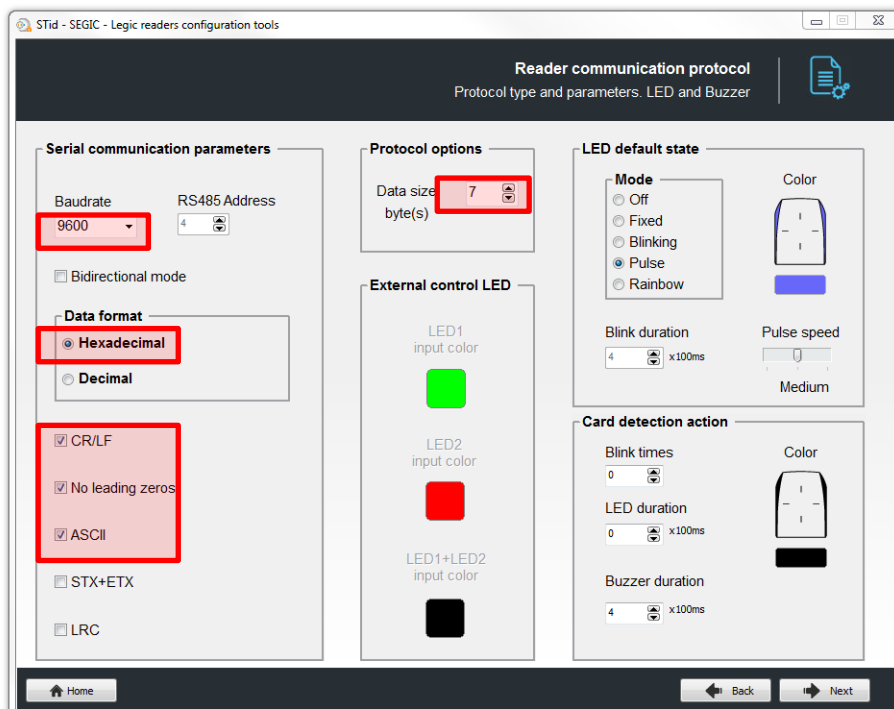 STid - SEGIC - Legic readers configuration tools
Reader communication protocol
Protocol type and parameters. LED and Buzzer
Serial communication parameters
Baudrate
RS485 Address
9600
4
Bidirectional mode
Data format
Hexadecimal
Decimal
CR/LF
No leading zeros
ASCII
STX+ETX
LRC
Protocol options
Data size
7
byte(s)
External control LED
LED1
input color
LED2
input color
LED1+LED2
input color
LED default state
Mode
Off
Fixed
Blinking
Pulse
Rainbow
Color
Blink duration
4 x100ms
Pulse speed
Medium
Card detection action
Blink times
0
LED duration
0 x100ms
Buzzer duration
4 x100ms
Color
Home
Back
Next